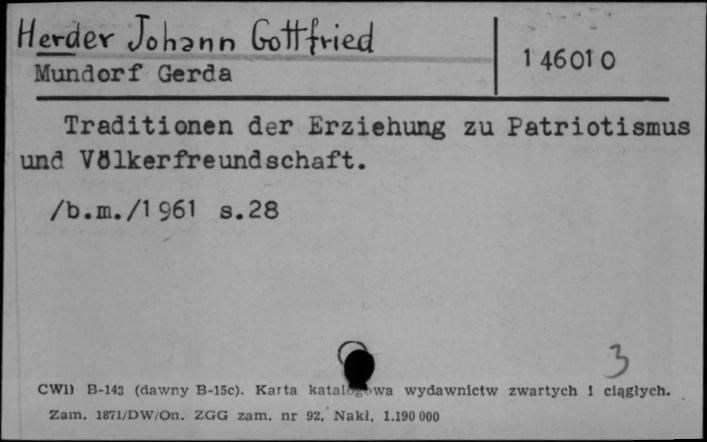 Herder Johann Gottfried
146010
Mundorf Gerda
Traditionen der Erziehung zu Patriotismus
und Völkerfreundschaft.
/b.m./1961 s.28
3
CWD B-143 (dawny B-15c). Karta katalogowa wydawnictw zwartych i ciągłych.
Zam. 1871/DW/On. ZGG zam. nr 92. Nakł. 1.190 000